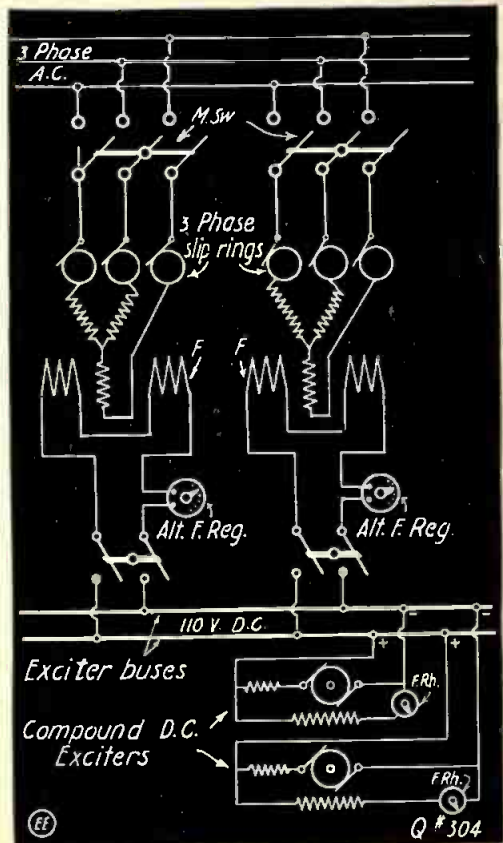 3 Phase
A.C.
M.Sw
3 Phase
slip rings
F
F
Alt. F. Reg.
Alt. F. Reg.
110 V. D.C.
- -
+ +
Exciter buses
F.Rh.
Compound D.C.
Exciters
F.Rh.
EE
Q #304